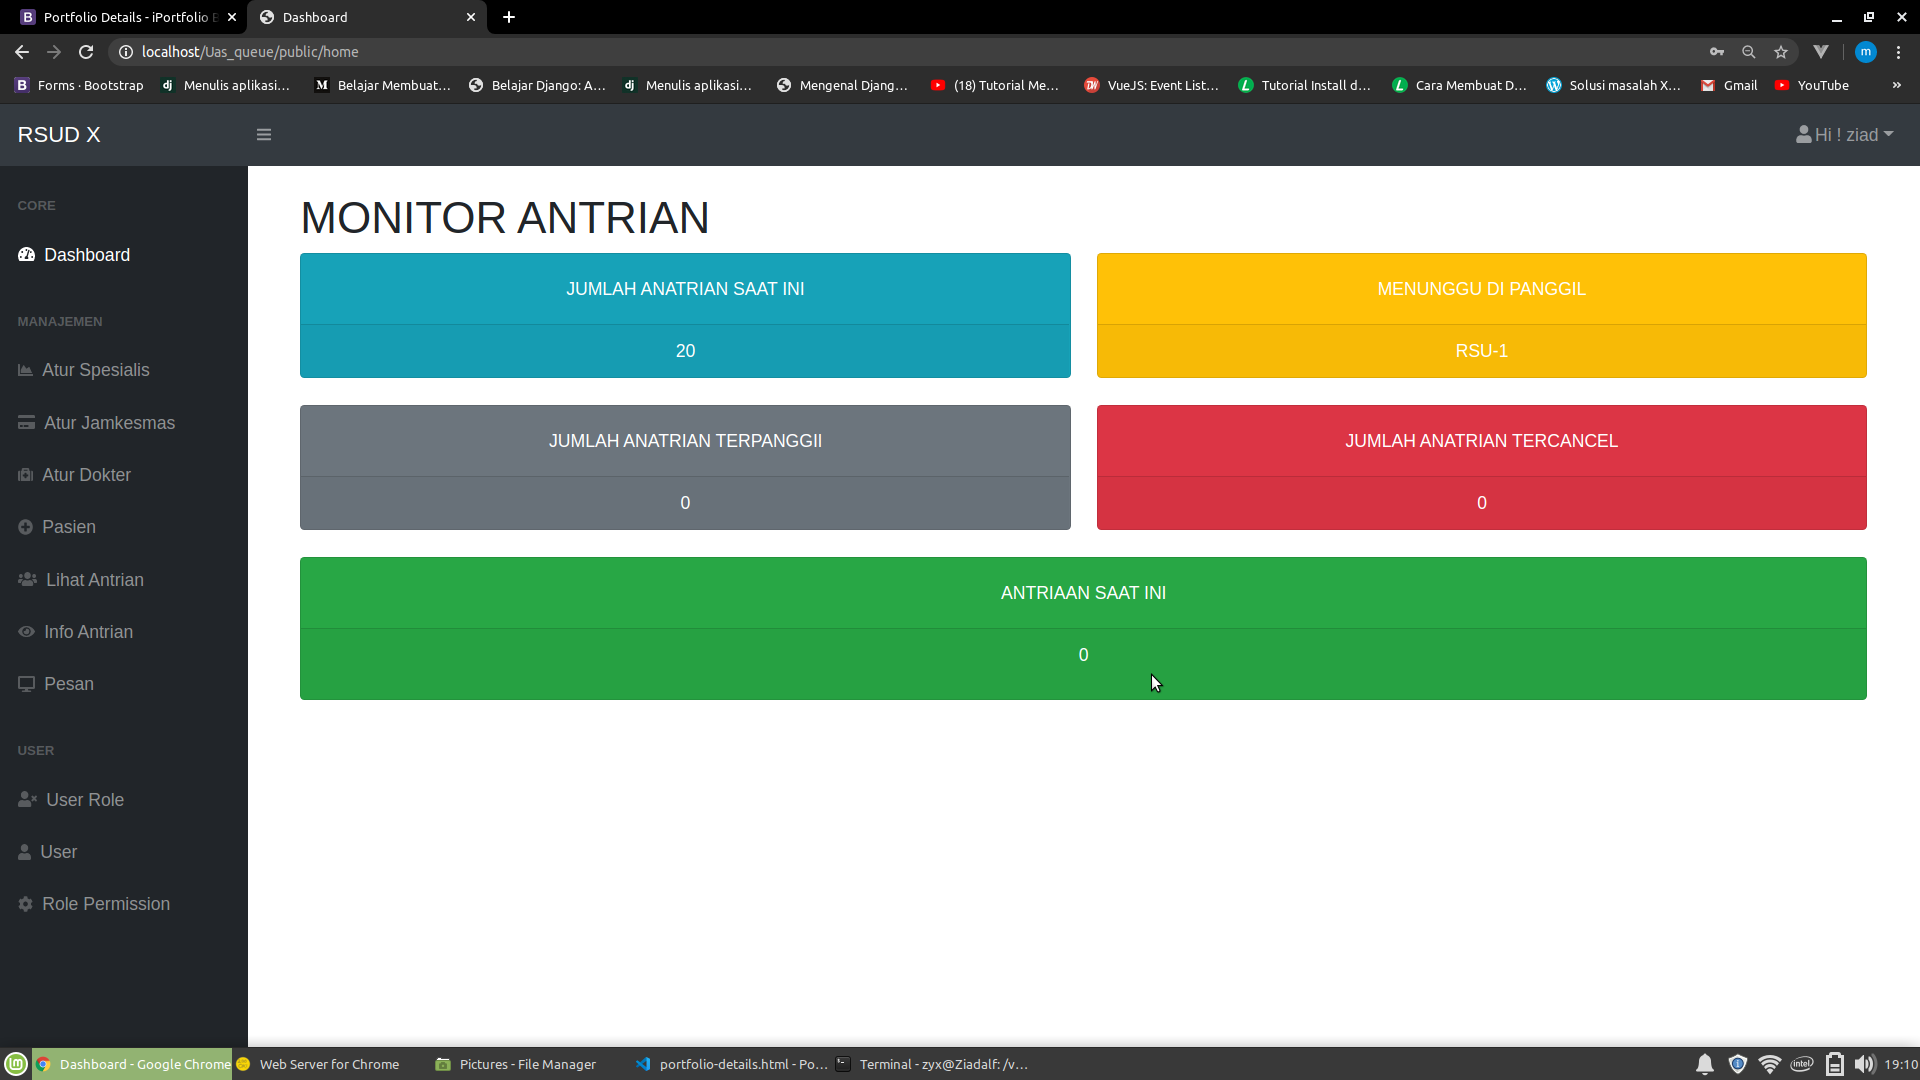 Portfolio Details - iPortfolio
Dashboard
localhost/Uas_queue/public/home
m
Forms · Bootstrap
Menulis aplikasi…
Belajar Membuat…
Belajar Django: A…
Menulis aplikasi…
Mengenal Djang…
(18) Tutorial Me…
VueJS: Event List…
Tutorial Install d…
Cara Membuat D…
Solusi masalah X…
Gmail
YouTube
»
RSUD X
Hi ! ziad
CORE
Dashboard
MANAJEMEN
Atur Spesialis
Atur Jamkesmas
Atur Dokter
Pasien
Lihat Antrian
Info Antrian
Pesan
USER
User Role
User
Role Permission
MONITOR ANTRIAN
JUMLAH ANATRIAN SAAT INI
20
MENUNGGU DI PANGGIL
RSU-1
JUMLAH ANATRIAN TERPANGGII
0
JUMLAH ANATRIAN TERCANCEL
0
ANTRIAAN SAAT INI
0
Dashboard - Google Chrome
Web Server for Chrome
Pictures - File Manager
portfolio-details.html - Po…
Terminal - zyx@Ziadalf: /v…
intel
19:10